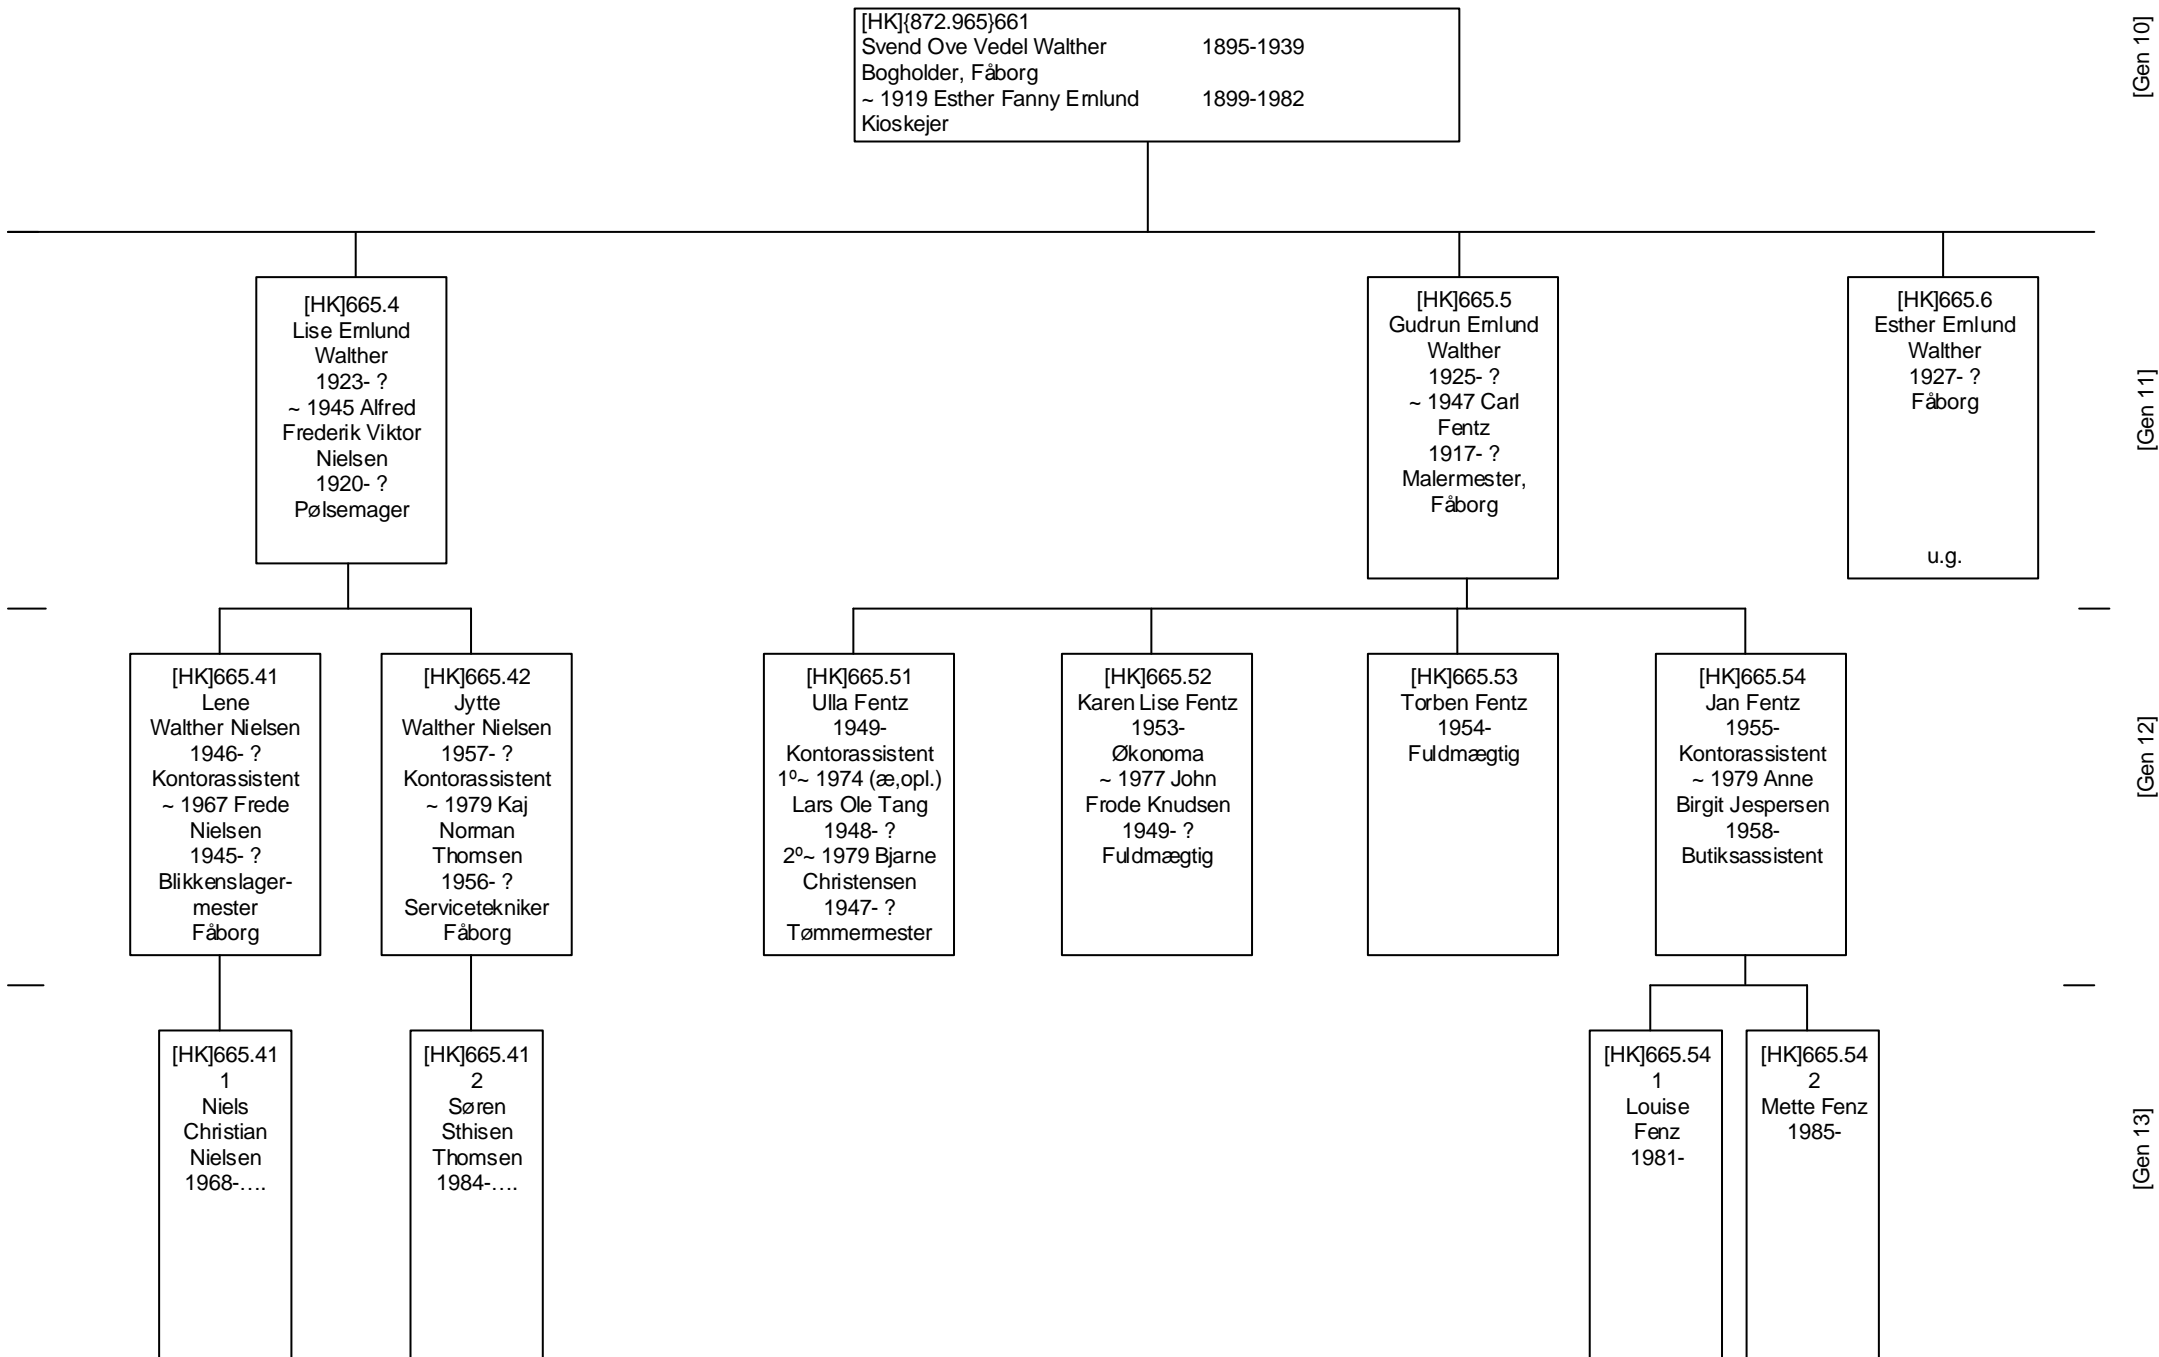 [HK]{872.965}661
Svend Ove Vedel Walther 1895-1939
Bogholder, Fåborg
~ 1919 Esther Fanny Ernlund 1899-1982
Kioskejer
[Gen 10]
[HK]665.4
Lise Ernlund
Walther
1923- ?
~ 1945 Alfred
Frederik Viktor
Nielsen
1920- ?
Pølsemager
[HK]665.5
Gudrun Ernlund
Walther
1925- ?
~ 1947 Carl
Fentz
1917- ?
Malermester,
Fåborg
[HK]665.6
Esther Ernlund
Walther
1927- ?
Fåborg
u.g.
[Gen 11]
[HK]665.41
Lene
Walther Nielsen
1946- ?
Kontorassistent
~ 1967 Frede
Nielsen
1945- ?
Blikkenslager-
mester
Fåborg
[HK]665.42
Jytte
Walther Nielsen
1957- ?
Kontorassistent
~ 1979 Kaj
Norman
Thomsen
1956- ?
Servicetekniker
Fåborg
[HK]665.51
Ulla Fentz
1949-
Kontorassistent
1º~ 1974 (æ,opl.)
Lars Ole Tang
1948- ?
2º~ 1979 Bjarne
Christensen
1947- ?
Tømmermester
[HK]665.52
Karen Lise Fentz
1953-
Økonoma
~ 1977 John
Frode Knudsen
1949- ?
Fuldmægtig
[HK]665.53
Torben Fentz
1954-
Fuldmægtig
[HK]665.54
Jan Fentz
1955-
Kontorassistent
~ 1979 Anne
Birgit Jespersen
1958-
Butiksassistent
[Gen 12]
[HK]665.41
1
Niels
Christian
Nielsen
1968-....
[HK]665.41
2
Søren
Sthisen
Thomsen
1984-....
[HK]665.54
1
Louise
Fenz
1981-
[HK]665.54
2
Mette Fenz
1985-
[Gen 13]